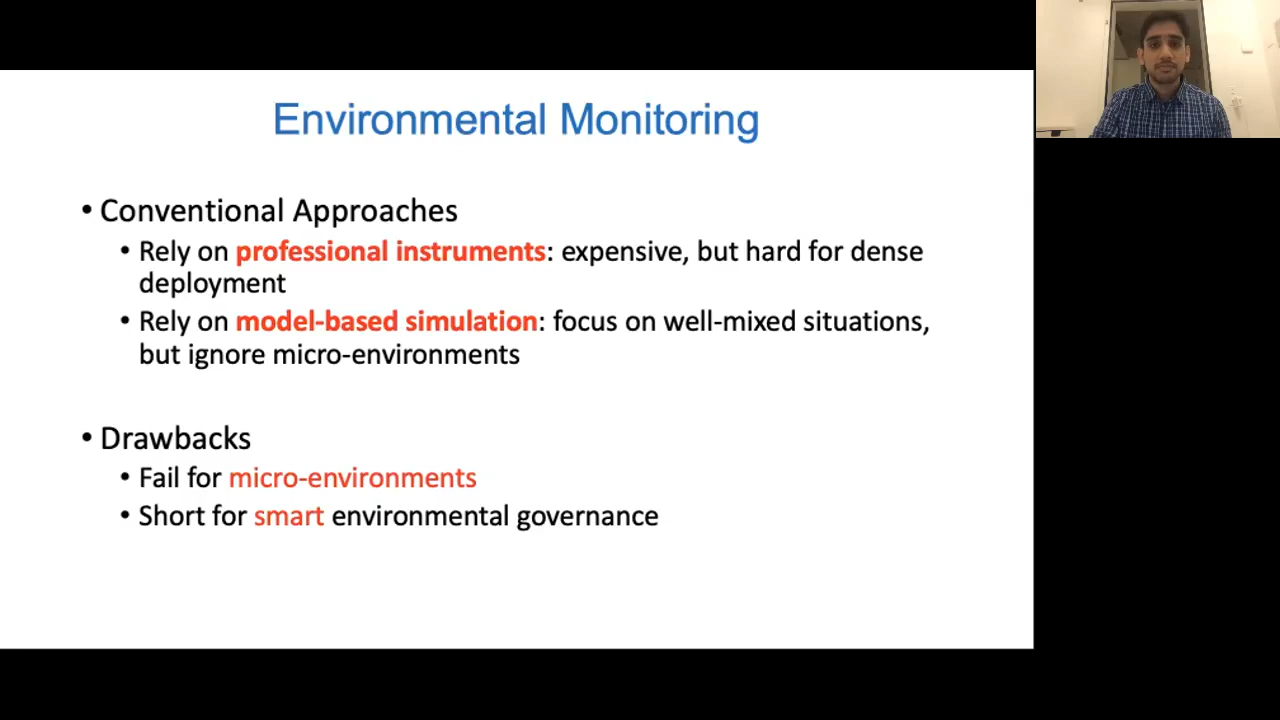 Environmental Monitoring
• Conventional Approaches
• Rely on professional instruments: expensive, but hard for dense
deployment
• Rely on model-based simulation: focus on well-mixed situations,
but ignore micro-environments
• Drawbacks
• Fail for micro-environments
• Short for smart environmental governance